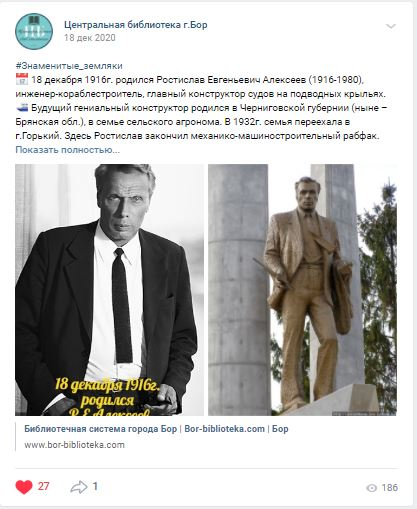 Центральная библиотека г.Бор
18 дек 2020
#Знаменитые_земляки
18 декабря 1916г. родился Ростислав Евгеньевич Алексеев (1916-1980),
инженер-кораблестроитель, главный конструктор судов на подводных крыльях.
Будущий гениальный конструктор родился в Черниговской губернии (ныне –
Брянская обл.), в семье сельского агронома. В 1932г. семья переехала в
г.Горький. Здесь Ростислав закончил механико-машиностроительный рабфак.
Показать полностью...
18 декабря 1916г.
родился
Р.Е.Алексеев
Библиотечная система города Бор | Bor-biblioteka.com | Бор
www.bor-biblioteka.com
27
1
186